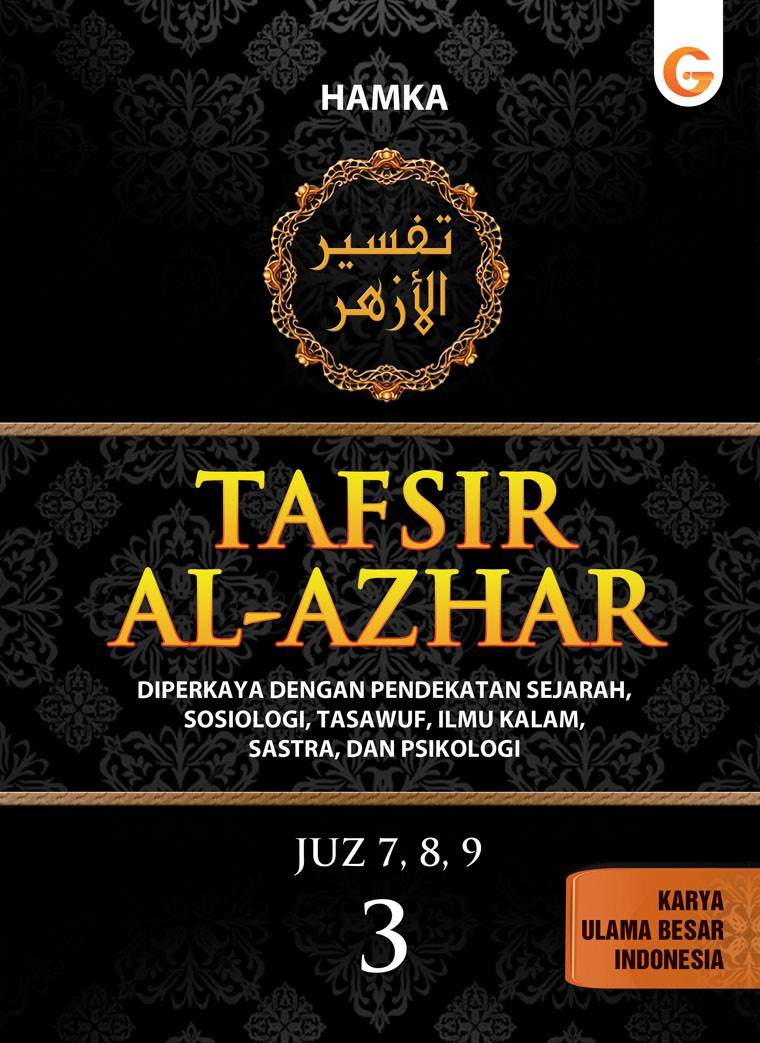 HAMKA
تفسير
الأزهر
TAFSIR
AL-AZHAR
DIPERKAYA DENGAN PENDEKATAN SEJARAH,
SOSIOLOGI, TASAWUF, ILMU KALAM,
SASTRA, DAN PSIKOLOGI
JUZ 7, 8, 9
3
KARYA
ULAMA BESAR
INDONESIA